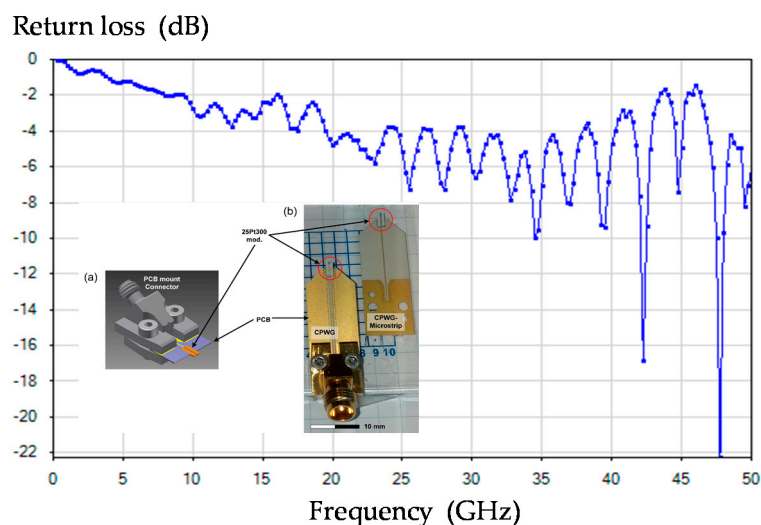 Return loss (dB)
0
-2
-4
-6
-8
-10
-12
-14
-16
-18
-20
-22
0 5 10 15 20 25 30 35 40 45 50
Frequency (GHz)
(a)
PCB mount
Connector
25Pt300
mod.
PCB
(b)
CPWG
CPWG-
Microstrip
8 9 10
10 mm